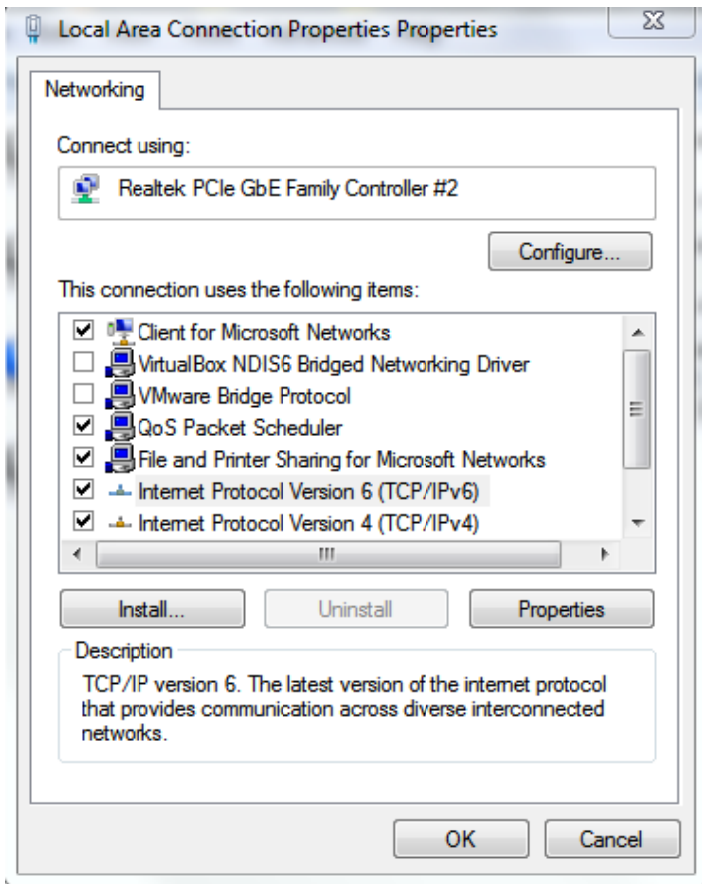 Local Area Connection Properties Properties
Networking
Connect using:
Realtek PCIe GbE Family Controller #2
Configure...
This connection uses the following items:
Client for Microsoft Networks
VirtualBox NDIS6 Bridged Networking Driver
VMware Bridge Protocol
QoS Packet Scheduler
File and Printer Sharing for Microsoft Networks
Internet Protocol Version 6 (TCP/IPv6)
Internet Protocol Version 4 (TCP/IPv4)
Install... Uninstall Properties
Description
TCP/IP version 6. The latest version of the internet protocol
that provides communication across diverse interconnected
networks.
OK Cancel